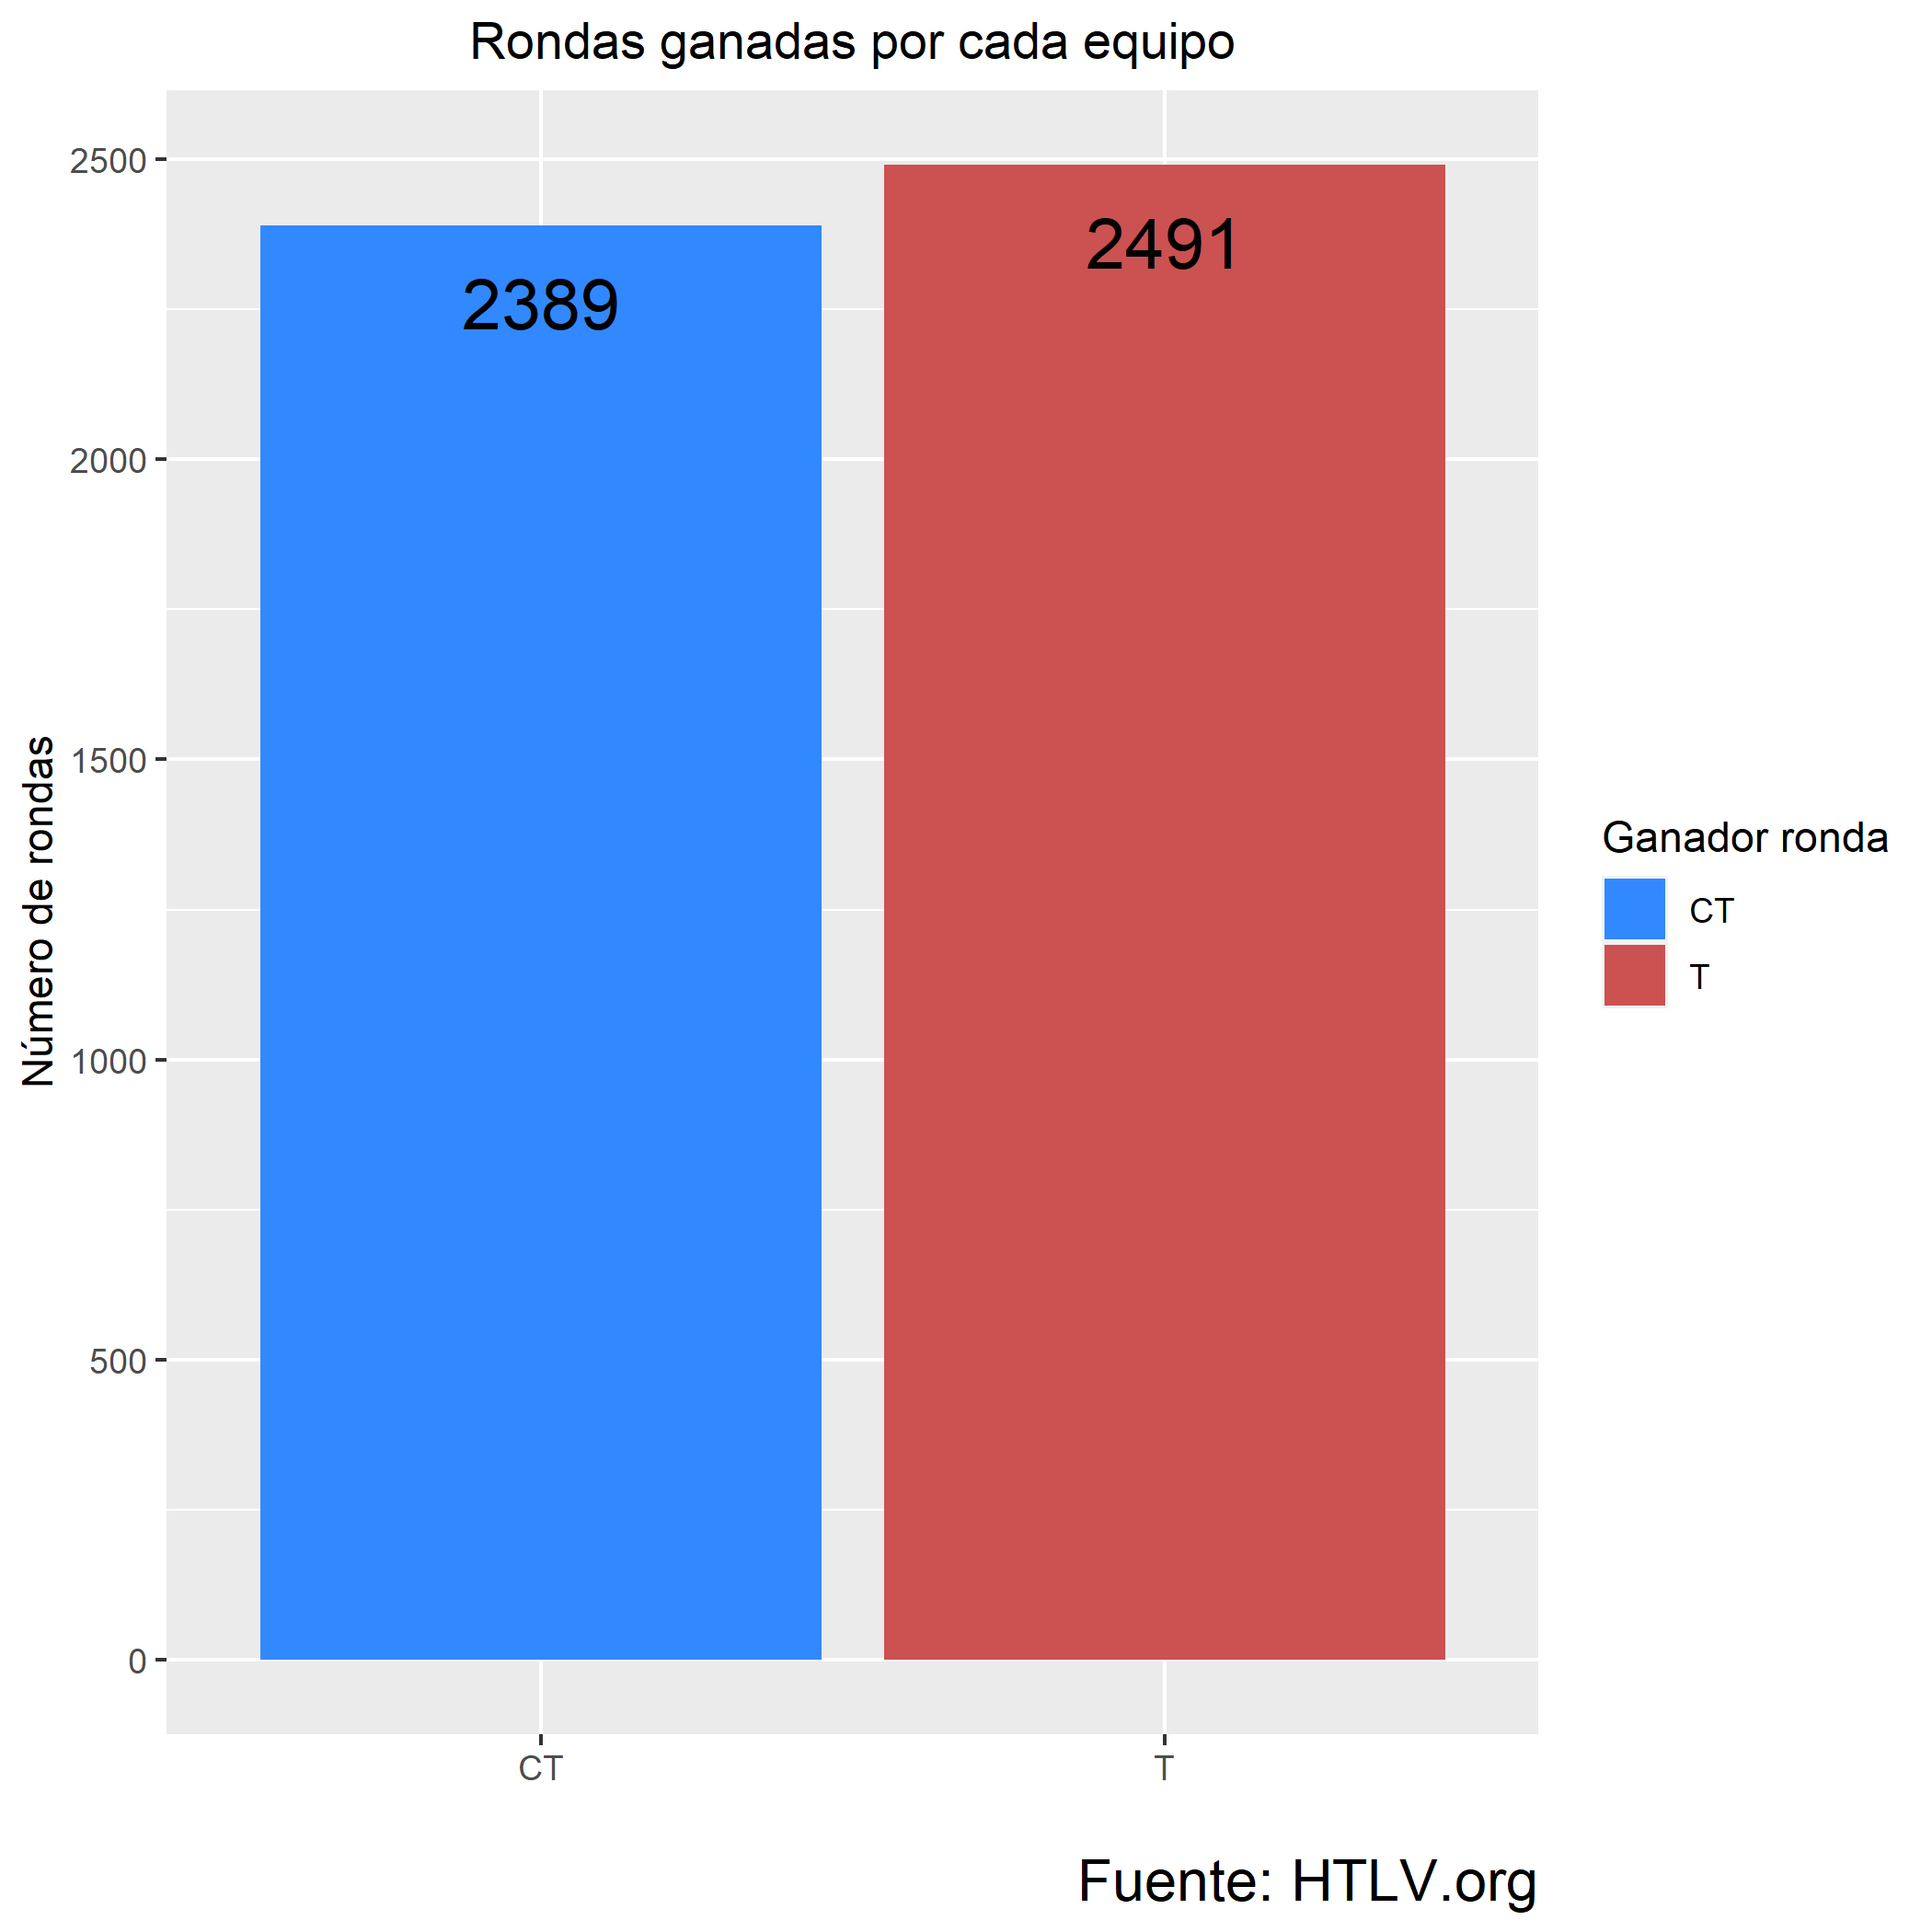 Rondas ganadas por cada equipo
Número de rondas
2500
2000
1500
1000
500
0
2389
2491
CT
T
Ganador ronda
CT
T
Fuente: HTLV.org